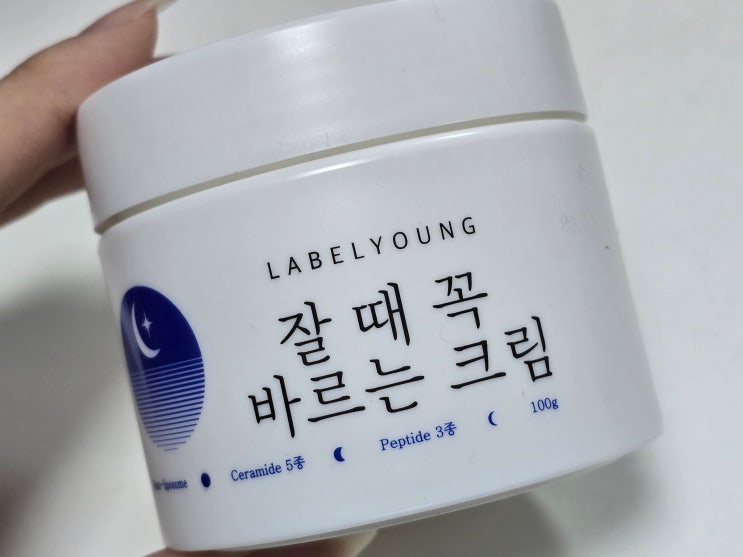 LABELYOUNG
잘 때 꼭
바르는 크림
Ceramide 5종 Peptide 3종 100g